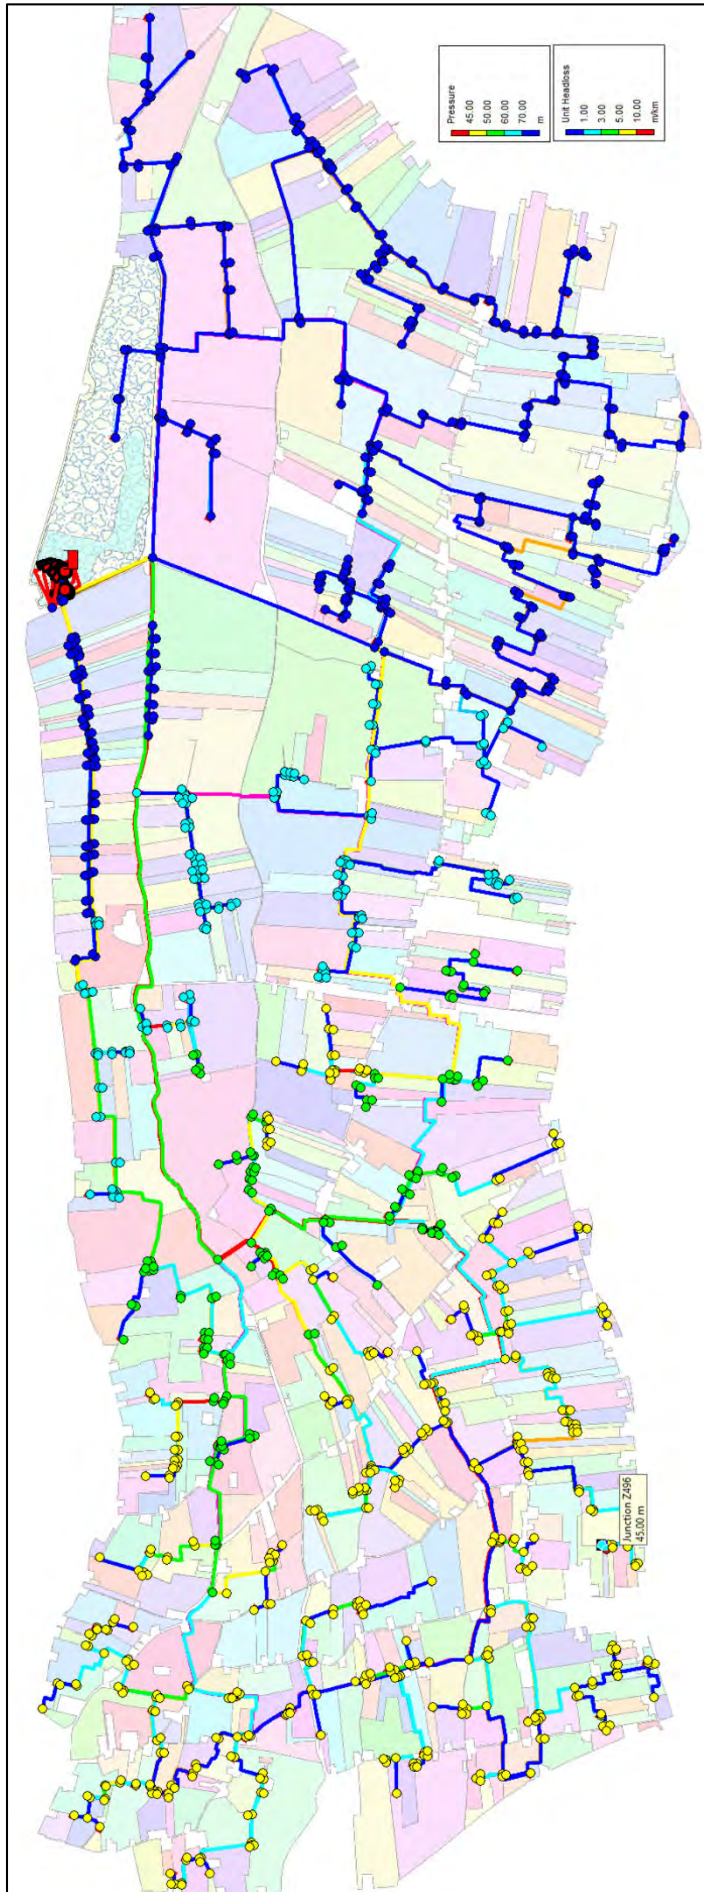 Pressure
45.00
50.00
60.00
70.00
m
Unit Headloss
1.00
3.00
5.00
10.00
m/km
Junction Z496
45.00 m